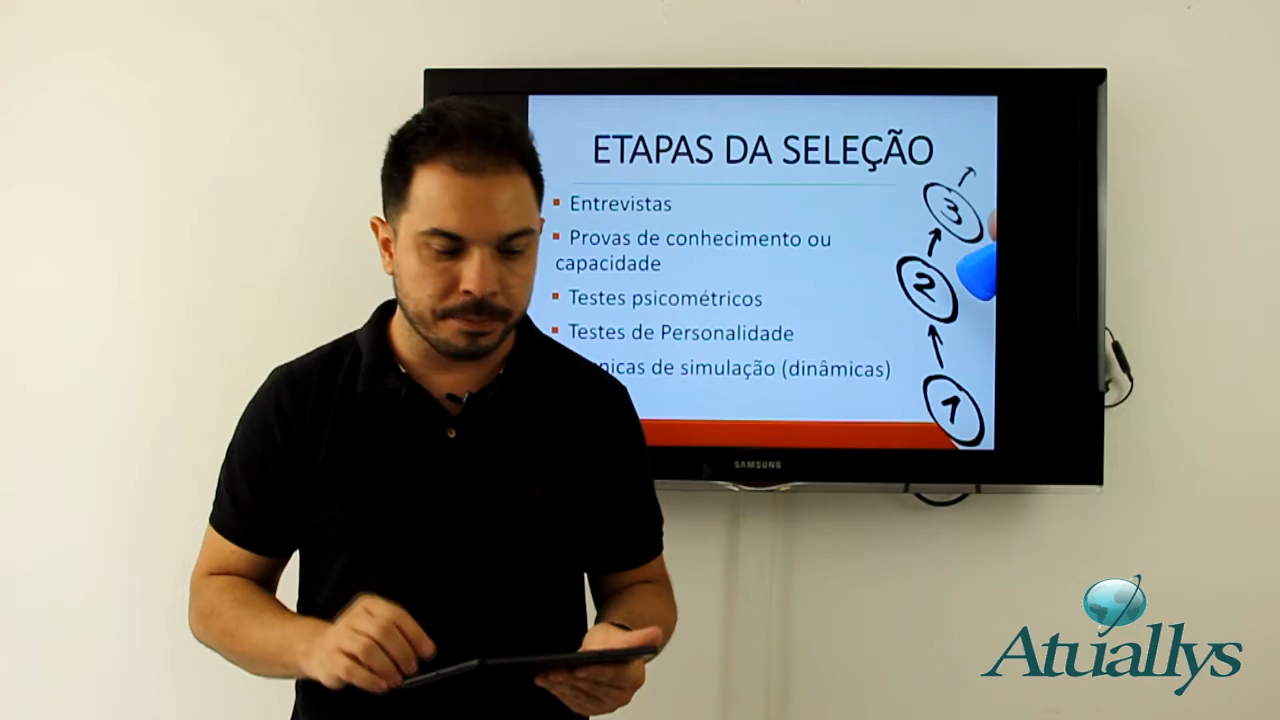 ETAPAS DA SELEÇÃO
Entrevistas
Provas de conhecimento ou
capacidade
Testes psicométricos
Testes de Personalidade
de simulação (dinâmicas)
3
2
1
SAMSUNG
Atuallys